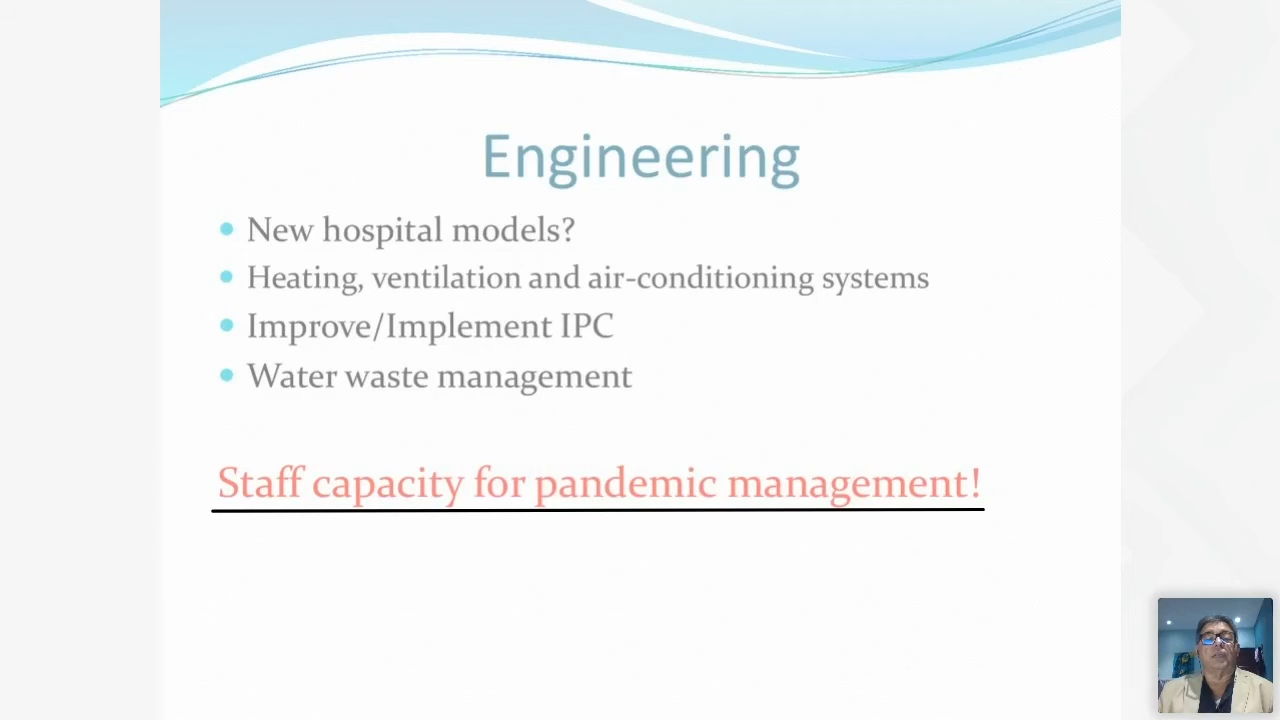 Engineering
New hospital models?
Heating, ventilation and air-conditioning systems
Improve/Implement IPC
Water waste management
Staff capacity for pandemic management!